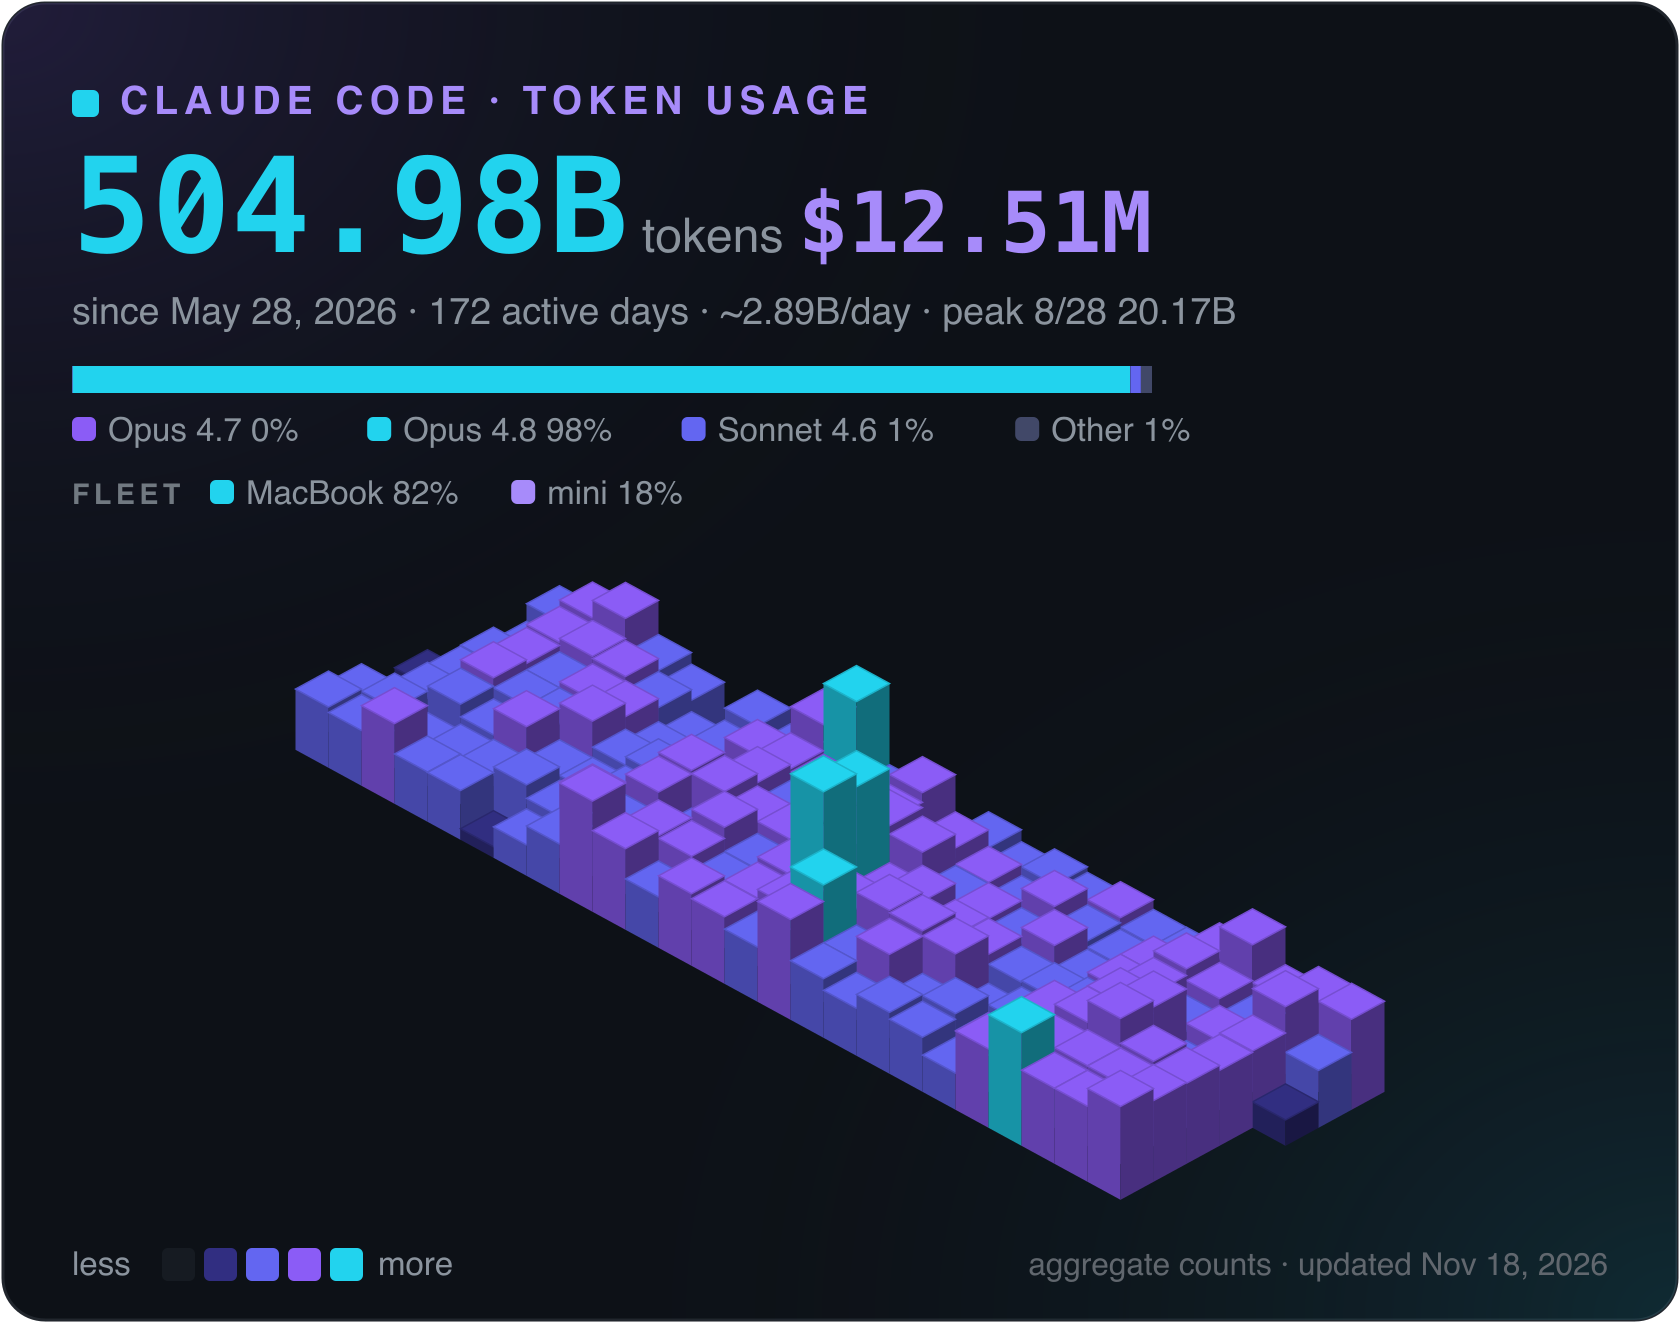 CLAUDE CODE · TOKEN USAGE
504.98B tokens $12.51M
since May 28, 2026 · 172 active days · ~2.89B/day · peak 8/28 20.17B
Opus 4.7 0% Opus 4.8 98% Sonnet 4.6 1% Other 1%
FLEET MacBook 82% mini 18%
less more aggregate counts · updated Nov 18, 2026